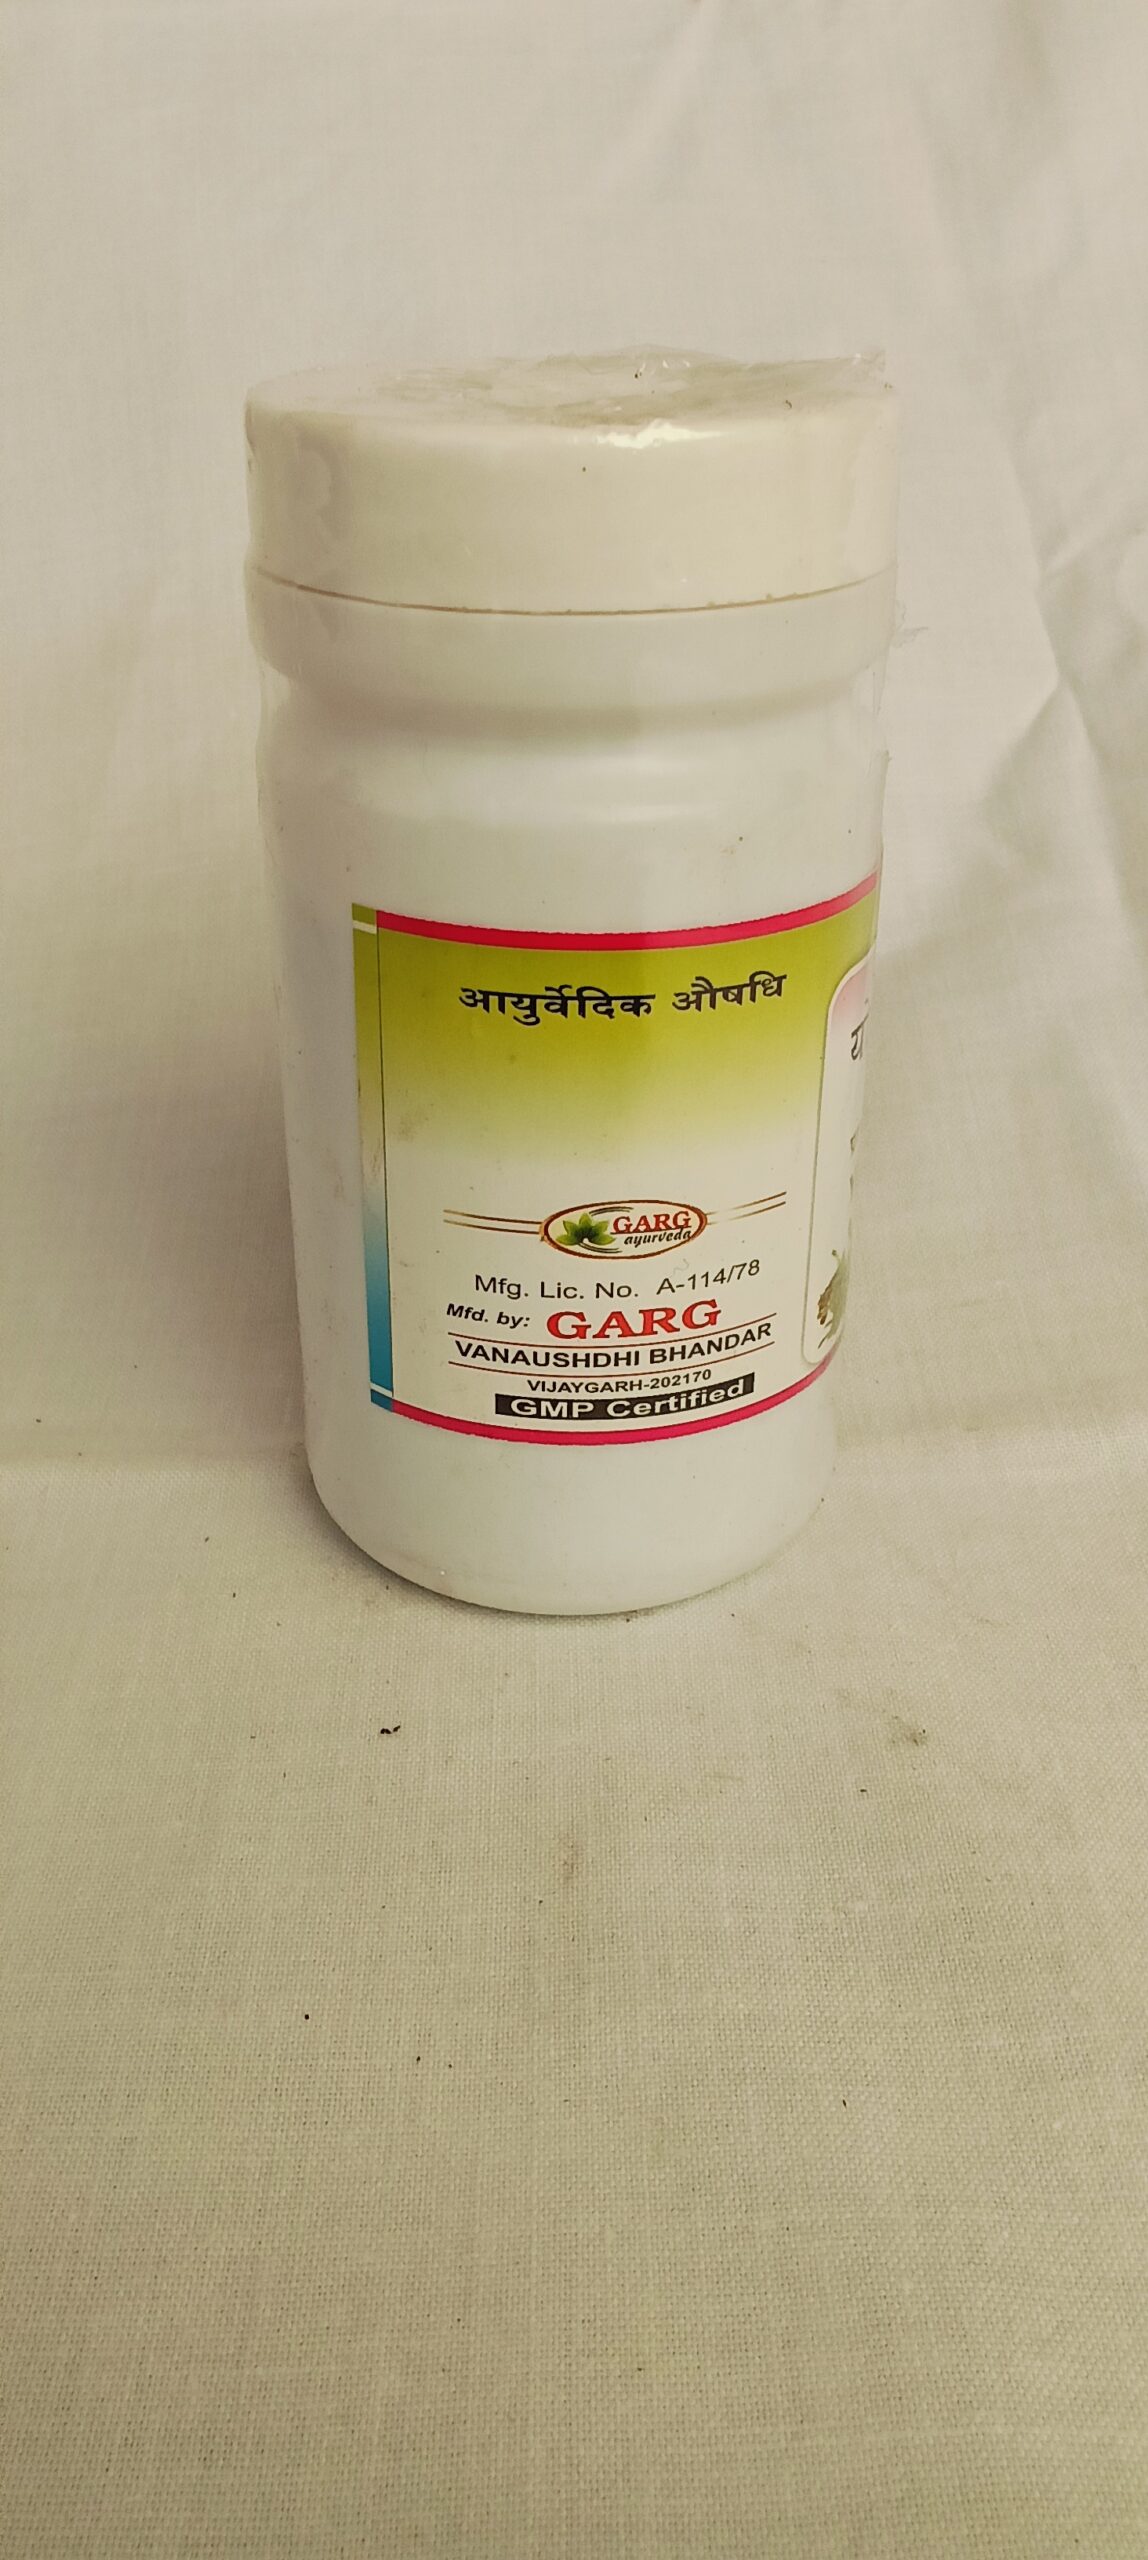 आयुर्वेदिक औषधि
GARG
ayurveda
Mfg. Lic. No. A-114/78
Mfd. by: GARG
VANAUSHDHI BHANDAR
VIJAYGARH-202170
GMP Certified